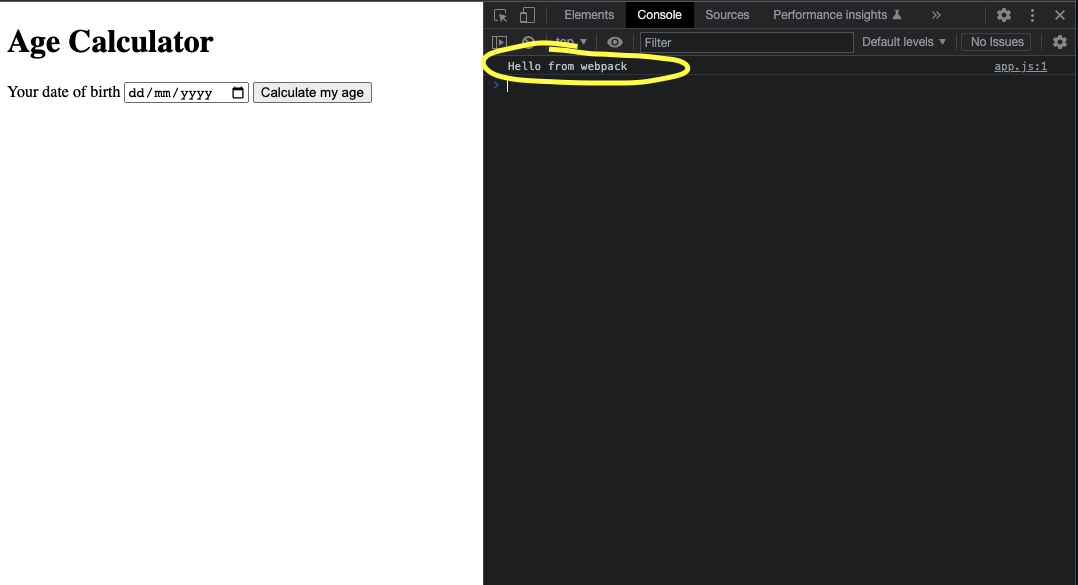 Age Calculator
Your date of birth dd/mm/yyyy Calculate my age
Elements Console Sources Performance insights
top Filter Default levels No Issues
Hello from webpack app.js:1